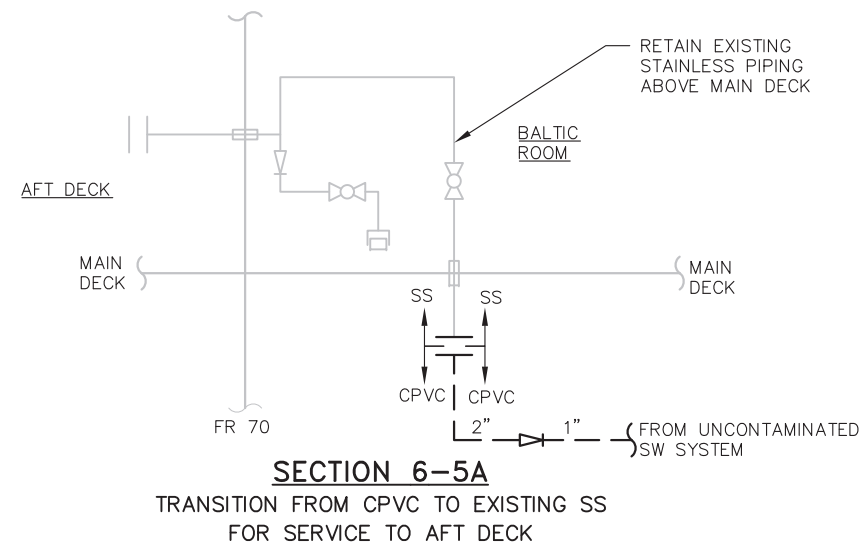 RETAIN EXISTING
STAINLESS PIPING
ABOVE MAIN DECK
BALTIC
ROOM
AFT DECK
MAIN
DECK
MAIN
DECK
SS
SS
CPVC
CPVC
FR 70
2"
1"
FROM UNCONTAMINATED
SW SYSTEM
SECTION 6-5A
TRANSITION FROM CPVC TO EXISTING SS
FOR SERVICE TO AFT DECK